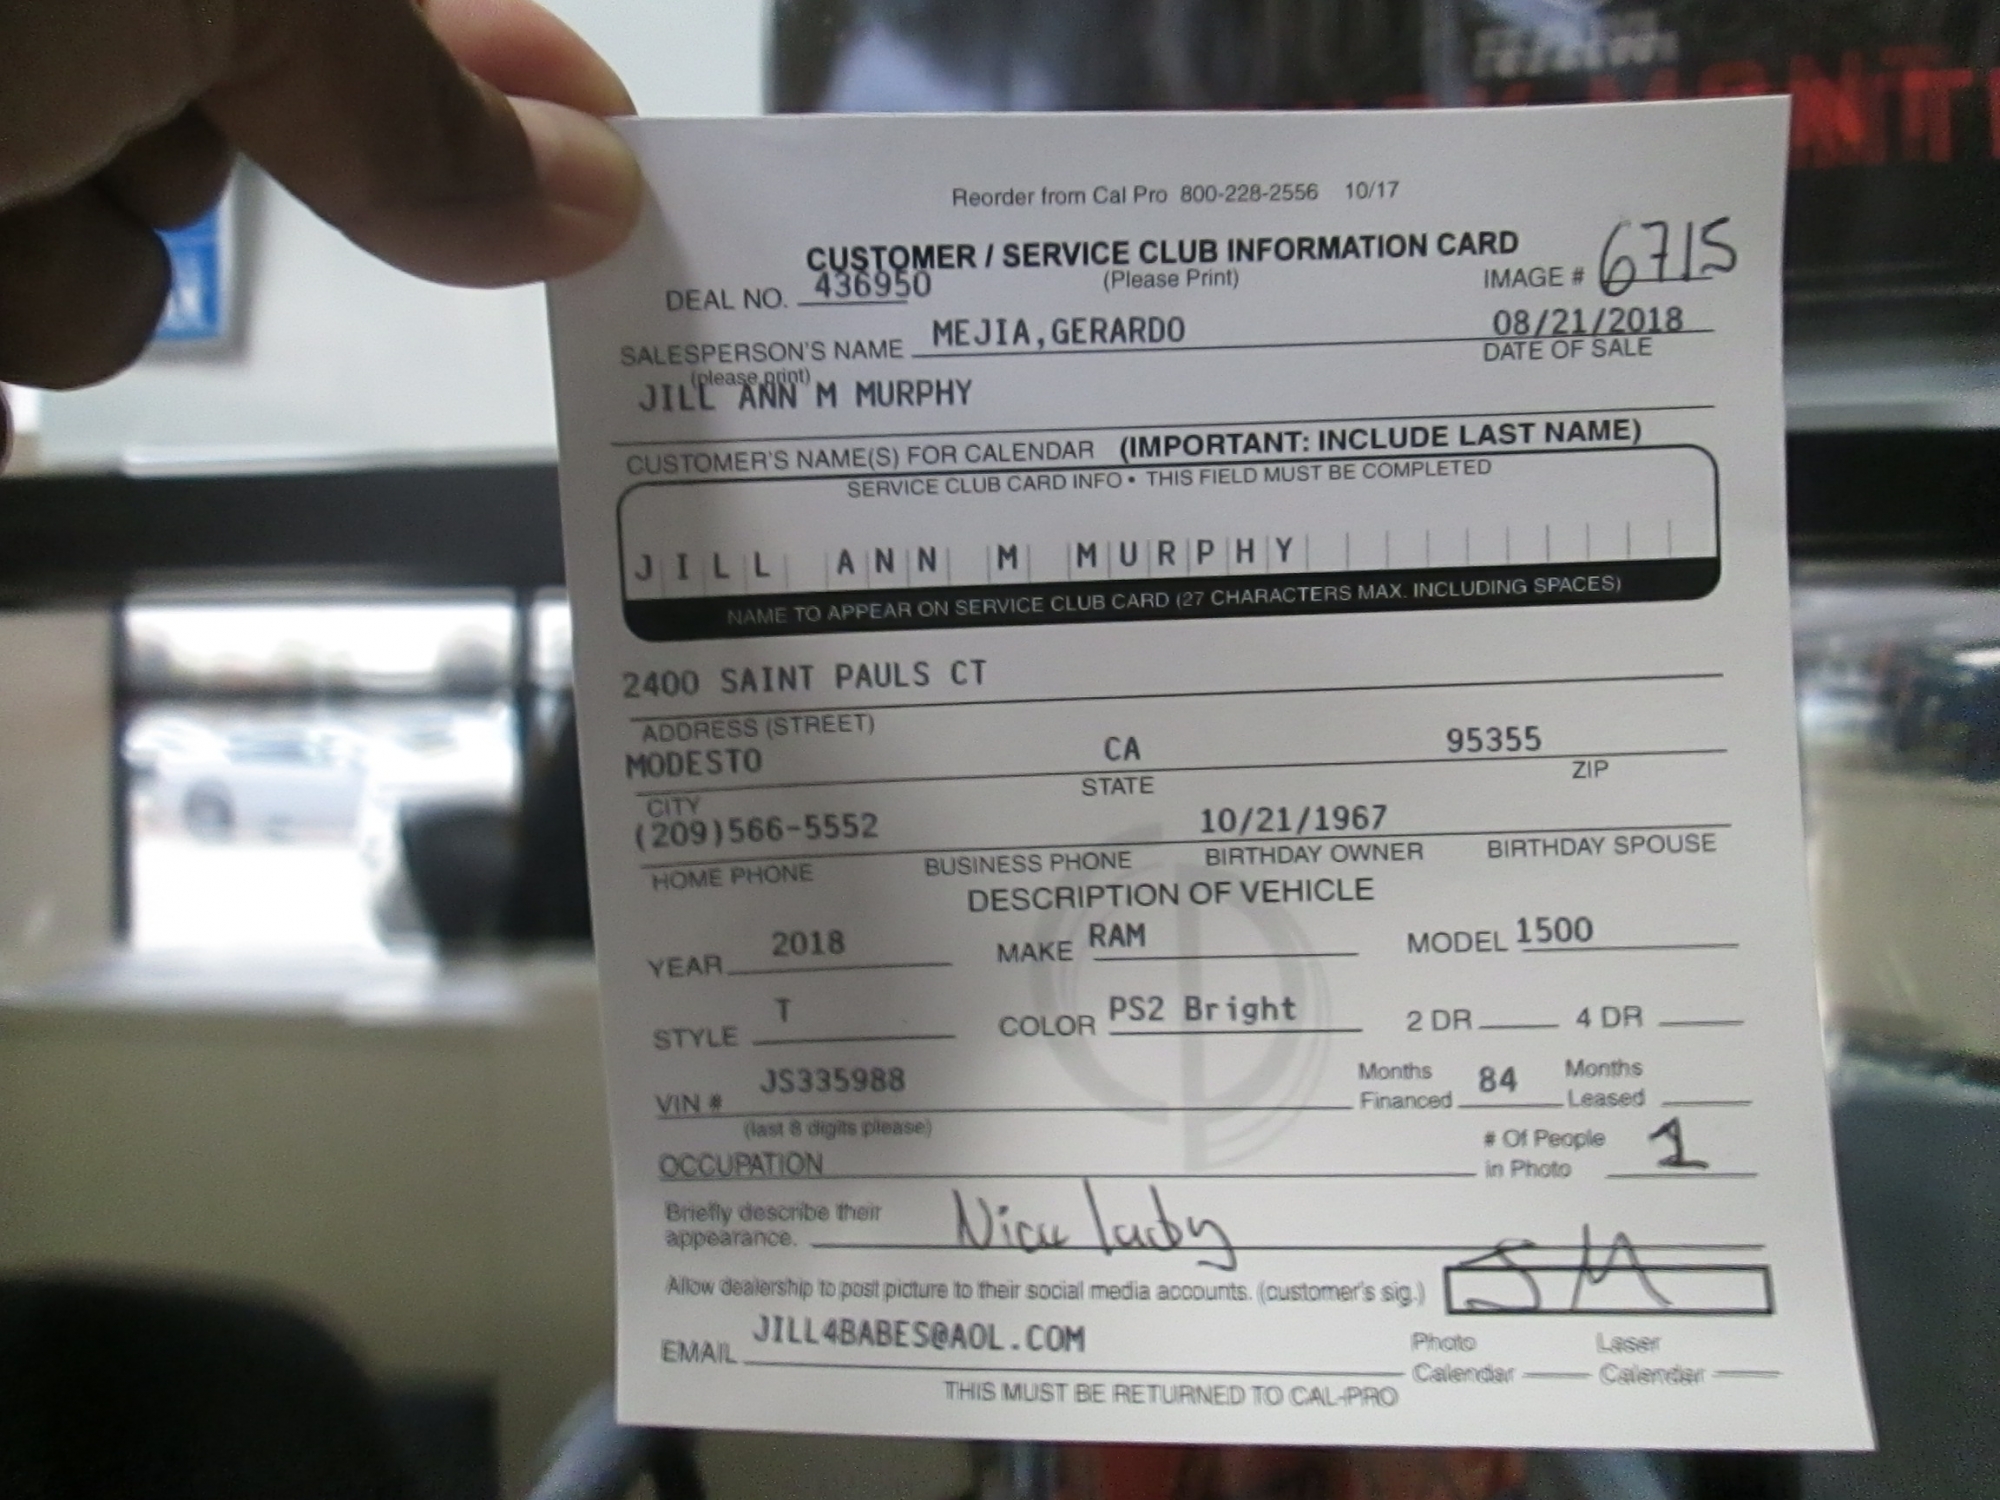 Reorder from Cal Pro 800-228-2556 10/17
CUSTOMER / SERVICE CLUB INFORMATION CARD
(Please Print)
DEAL NO. 436950
IMAGE # 6715
SALESPERSON'S NAME MEJIA,GERARDO 08/21/2018
(please print) DATE OF SALE
JILL ANN M MURPHY
CUSTOMER'S NAME(S) FOR CALENDAR (IMPORTANT: INCLUDE LAST NAME)
SERVICE CLUB CARD INFO • THIS FIELD MUST BE COMPLETED
JILL ANN M MURPHY
NAME TO APPEAR ON SERVICE CLUB CARD (27 CHARACTERS MAX. INCLUDING SPACES)
2400 SAINT PAULS CT
ADDRESS (STREET)
MODESTO CA 95355
CITY STATE ZIP
(209)566-5552 10/21/1967
HOME PHONE BUSINESS PHONE BIRTHDAY OWNER BIRTHDAY SPOUSE
DESCRIPTION OF VEHICLE
YEAR 2018 MAKE RAM MODEL 1500
STYLE T COLOR PS2 Bright 2 DR 4 DR
VIN # JS335988 Months Financed 84 Months Leased
(last 8 digits please)
OCCUPATION # Of People in Photo 1
Briefly describe their appearance. Nice lady
Allow dealership to post picture to their social media accounts. (customer's sig.) JM
EMAIL JILL4BABES@AOL.COM Photo Calendar Laser Calendar
THIS MUST BE RETURNED TO CAL-PRO